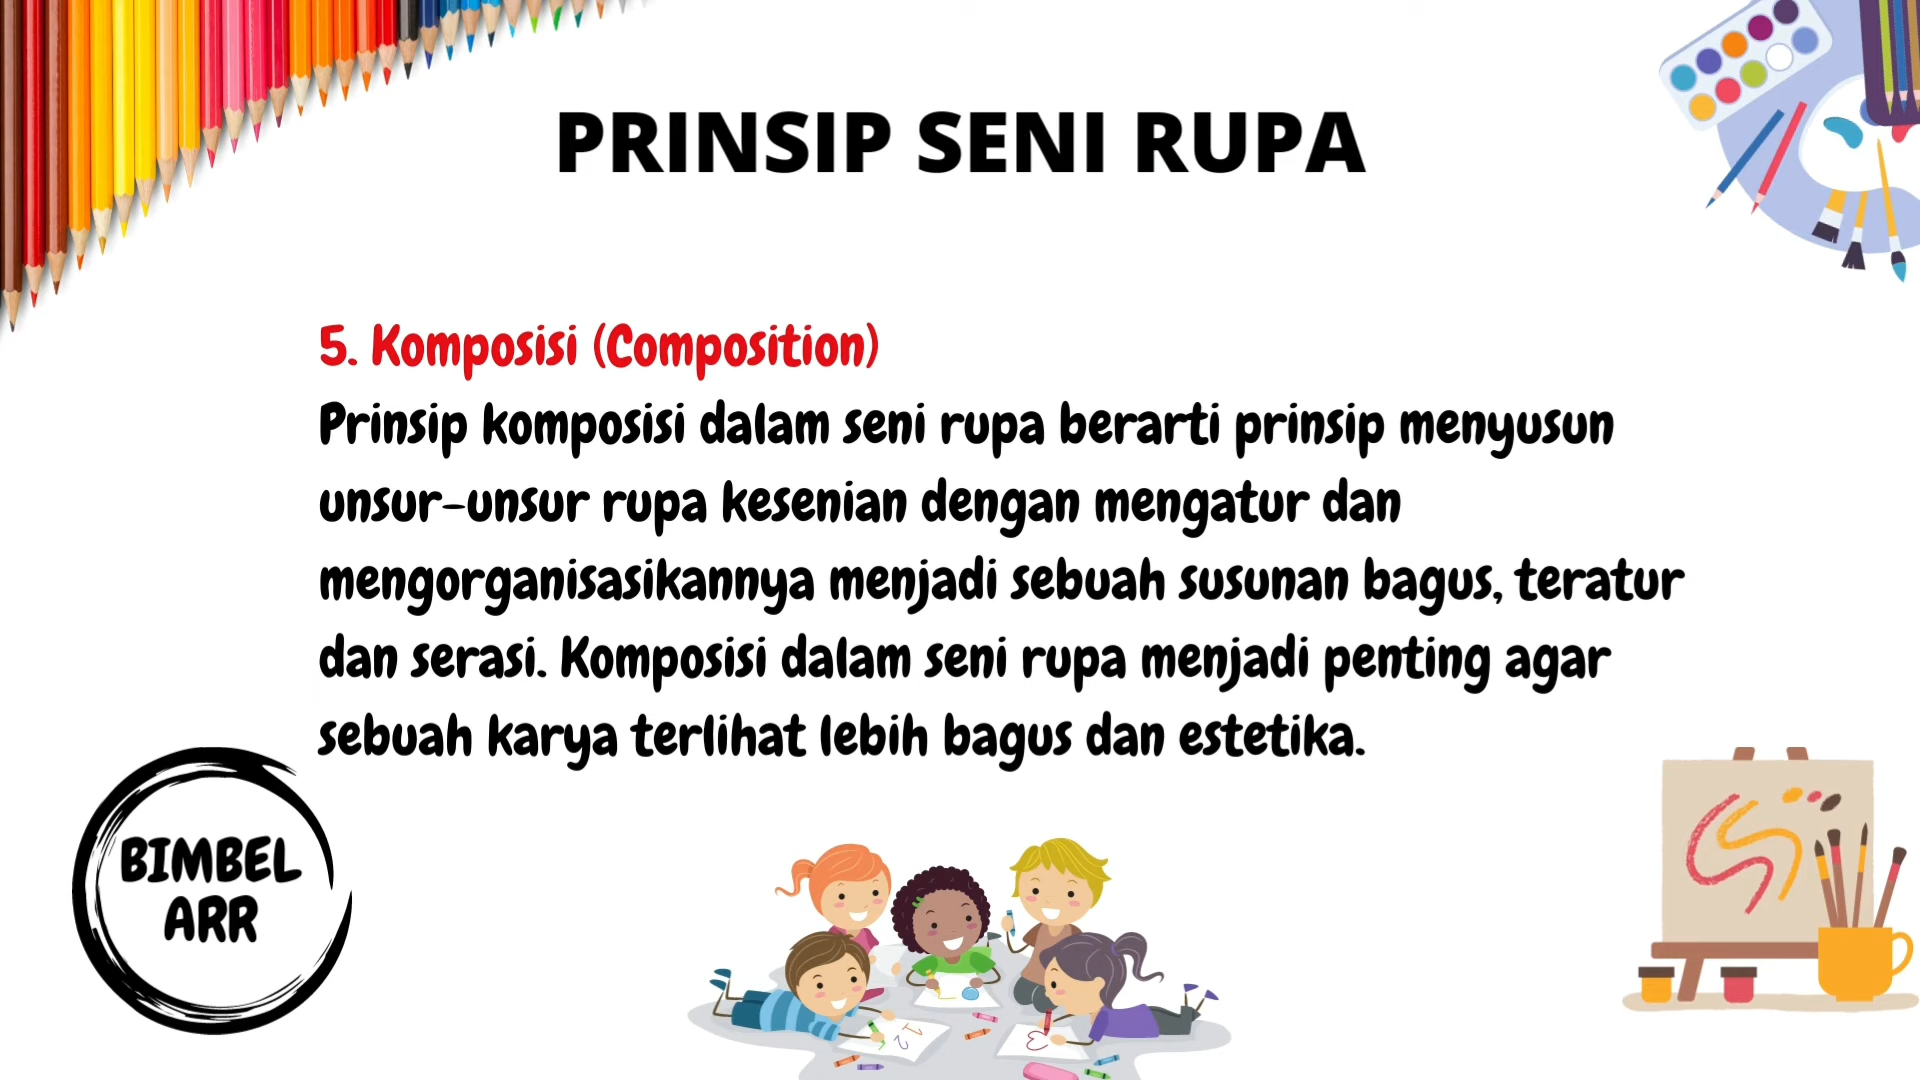 PRINSIP SENI RUPA
5. Komposisi (Composition)
Prinsip komposisi dalam seni rupa berarti prinsip menyusun
unsur-unsur rupa kesenian dengan mengatur dan
mengorganisasikannya menjadi sebuah susunan bagus, teratur
dan serasi. Komposisi dalam seni rupa menjadi penting agar
sebuah karya terlihat lebih bagus dan estetika.
BIMBEL
ARR